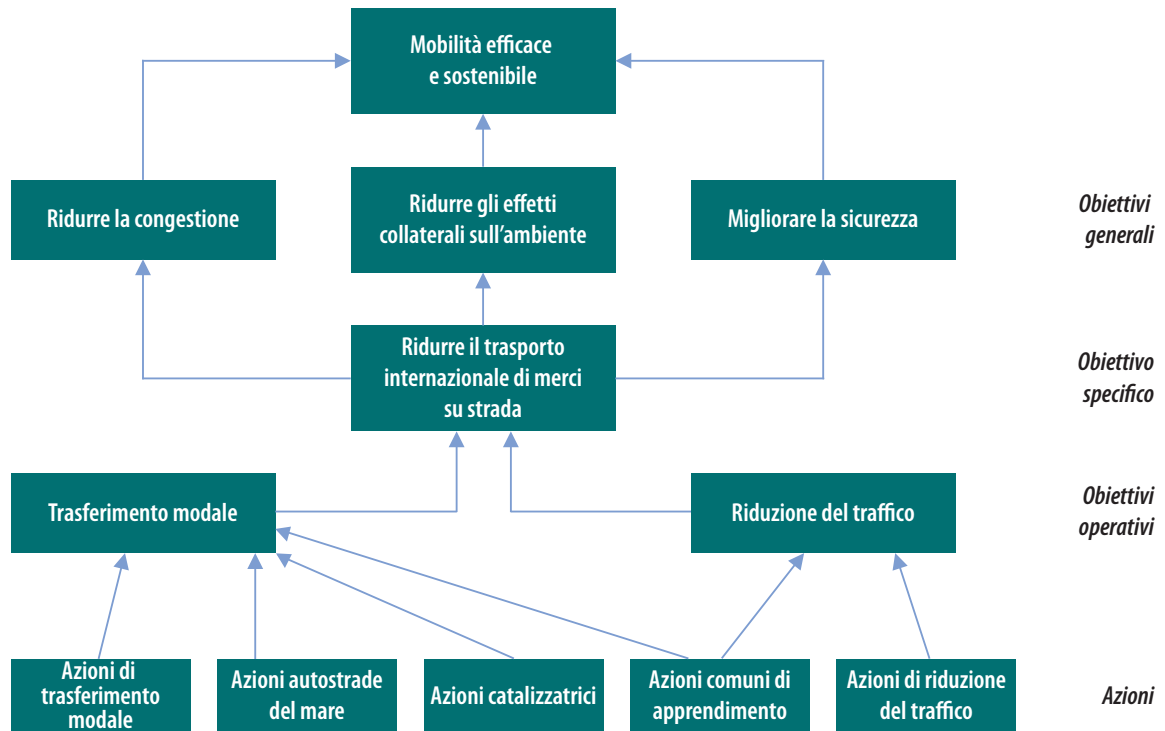 Mobilità efficace
e sostenibile
Ridurre la congestione
Ridurre gli effetti
collaterali sull’ambiente
Migliorare la sicurezza
Obiettivi
generali
Ridurre il trasporto
internazionale di merci
su strada
Obiettivo
specifico
Trasferimento modale
Riduzione del traffico
Obiettivi
operativi
Azioni di
trasferimento
modale
Azioni autostrade
del mare
Azioni catalizzatrici
Azioni comuni di
apprendimento
Azioni di riduzione
del traffico
Azioni